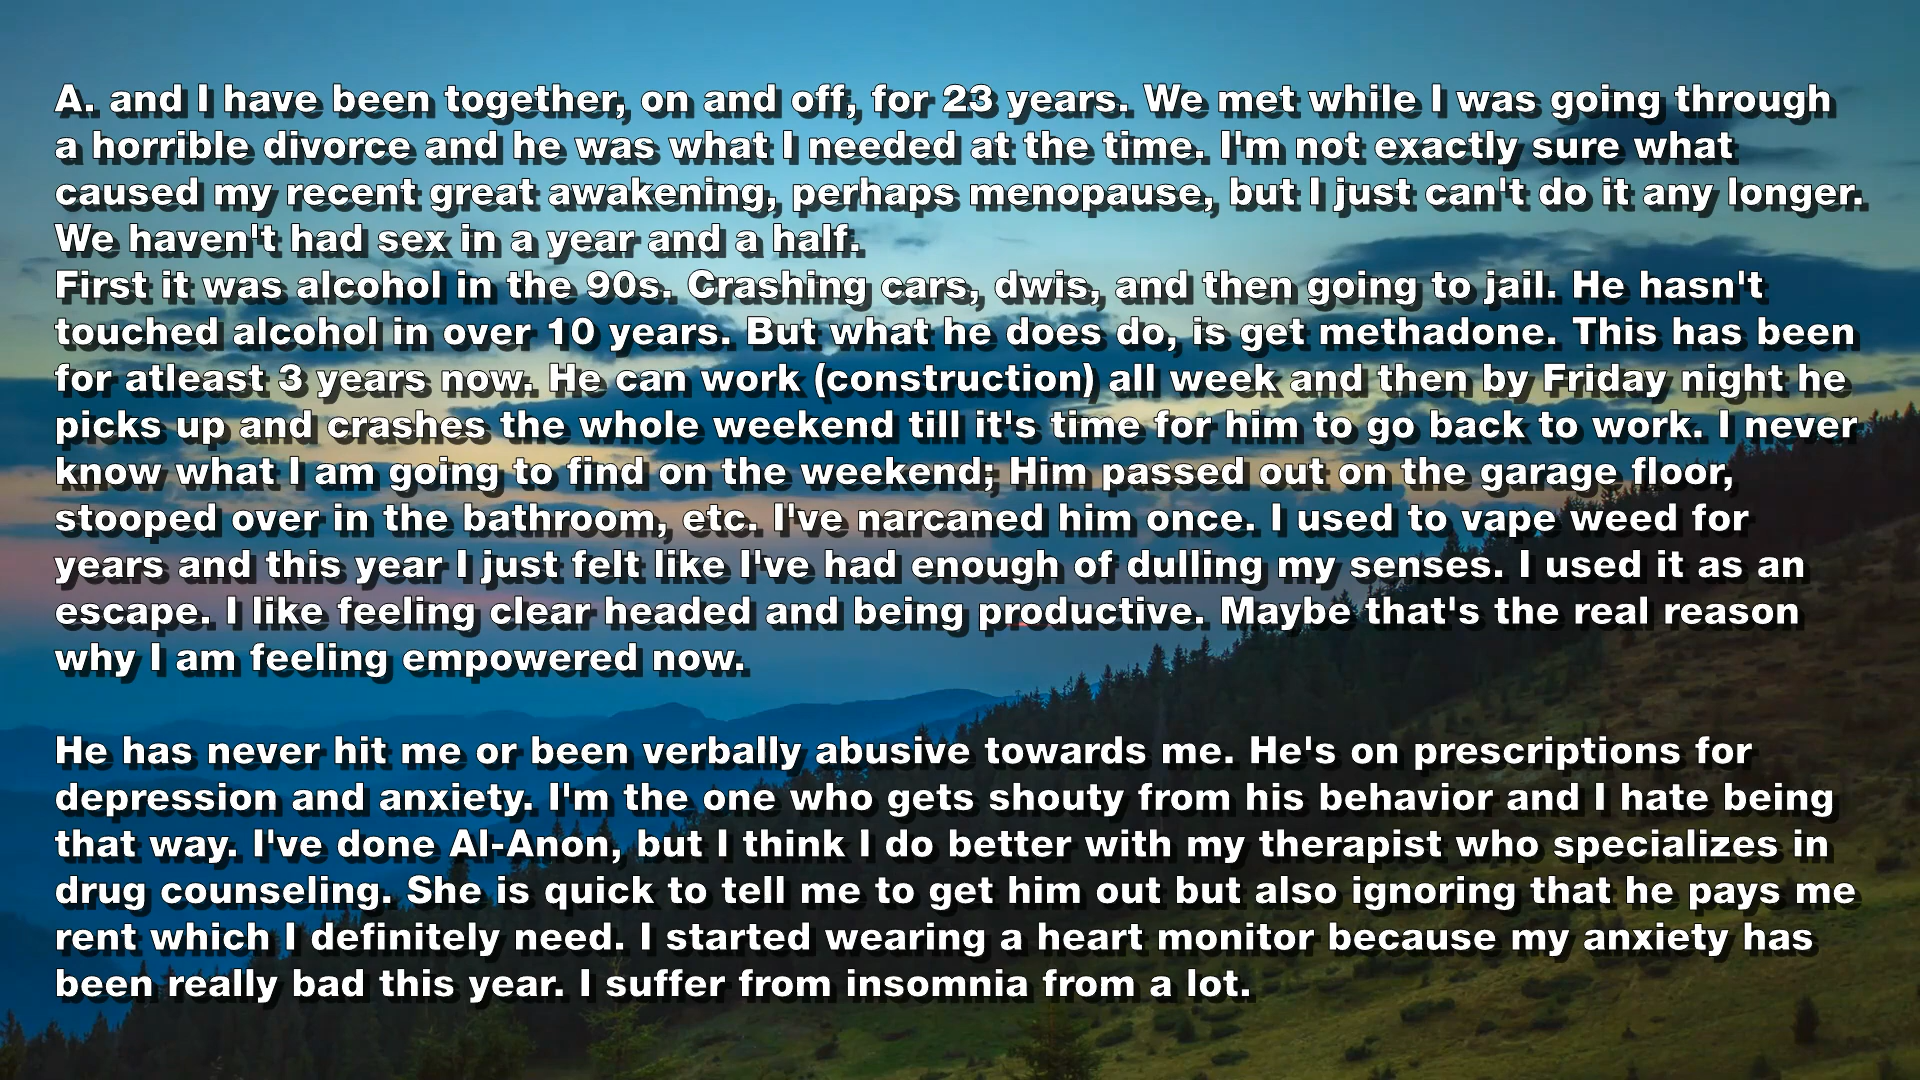 A. and I have been together, on and off, for 23 years. We met while I was going through
a horrible divorce and he was what I needed at the time. I'm not exactly sure what
caused my recent great awakening, perhaps menopause, but I just can't do it any longer.
We haven't had sex in a year and a half.
First it was alcohol in the 90s. Crashing cars, dwis, and then going to jail. He hasn't
touched alcohol in over 10 years. But what he does do, is get methadone. This has been
for atleast 3 years now. He can work (construction) all week and then by Friday night he
picks up and crashes the whole weekend till it's time for him to go back to work. I never
know what I am going to find on the weekend; Him passed out on the garage floor,
stooped over in the bathroom, etc. I've narcaned him once. I used to vape weed for
years and this year I just felt like I've had enough of dulling my senses. I used it as an
escape. I like feeling clear headed and being productive. Maybe that's the real reason
why I am feeling empowered now.
He has never hit me or been verbally abusive towards me. He's on prescriptions for
depression and anxiety. I'm the one who gets shouty from his behavior and I hate being
that way. I've done Al-Anon, but I think I do better with my therapist who specializes in
drug counseling. She is quick to tell me to get him out but also ignoring that he pays me
rent which I definitely need. I started wearing a heart monitor because my anxiety has
been really bad this year. I suffer from insomnia from a lot.